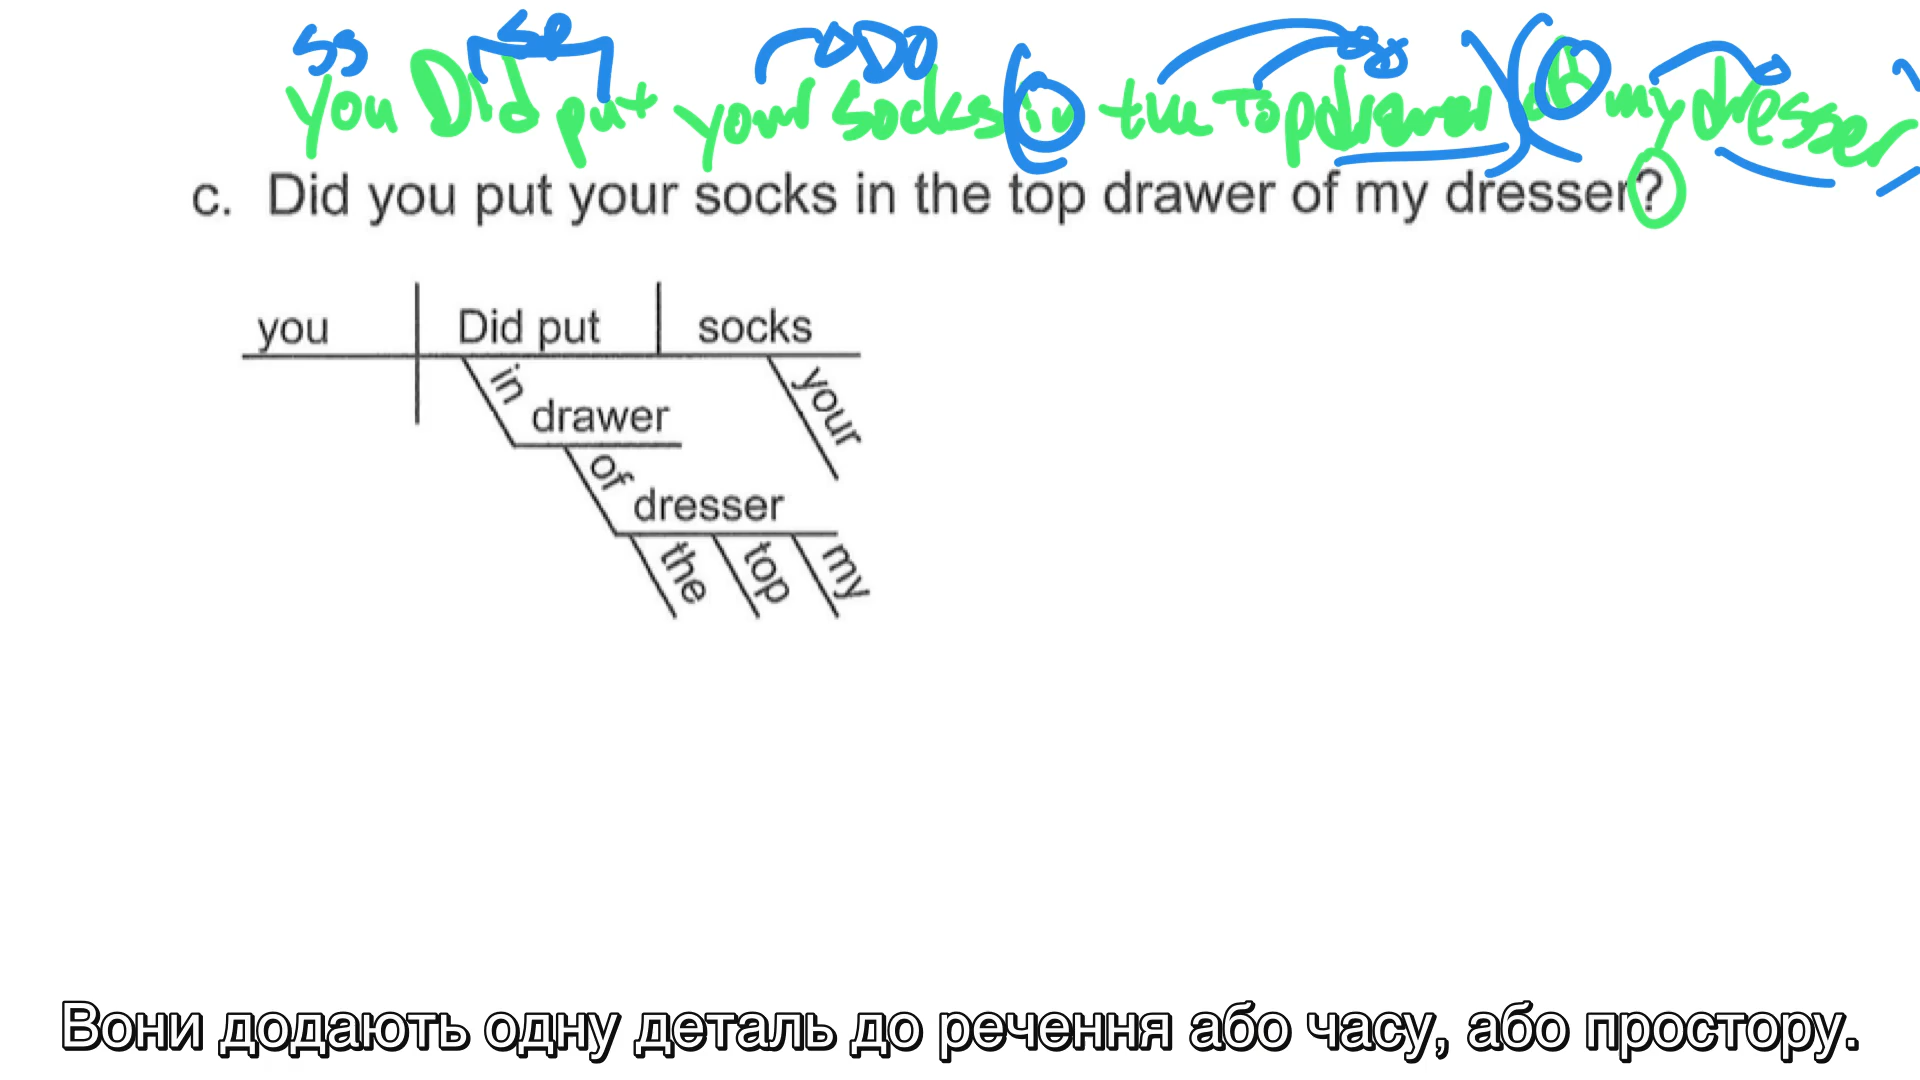 ss se DO
you Did put your socks in the Top drawer of my dresser
c. Did you put your socks in the top drawer of my dresser?
you Did put socks
in your
drawer
of
dresser
the top my
Вони додають одну деталь до речення або часу, або простору.